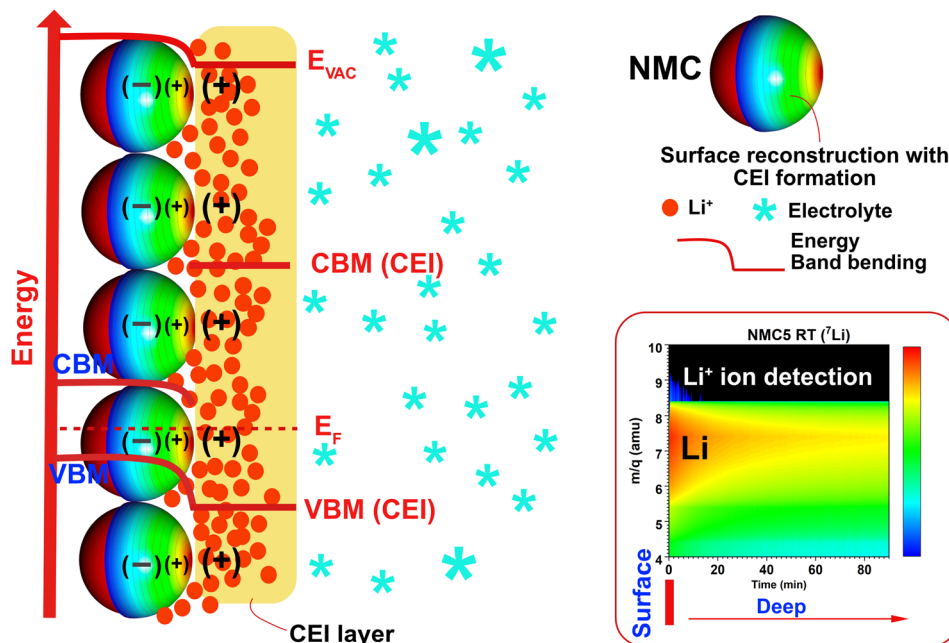 NMC
Surface reconstruction with
CEI formation
Li⁺
Electrolyte
Energy
Band bending
Energy
E_VAC
(−)(+) (+)
(−)(+) (+)
CBM (CEI)
(−)(+) (+)
CBM
E_F
(−)(+) (+)
VBM
VBM (CEI)
(−)(+) (+)
CEI layer
NMC5 RT (⁷Li)
Li⁺ ion detection
Li
m/q (amu)
10
9
8
7
6
5
4
0 20 40 60 80
Time (min)
Surface
Deep